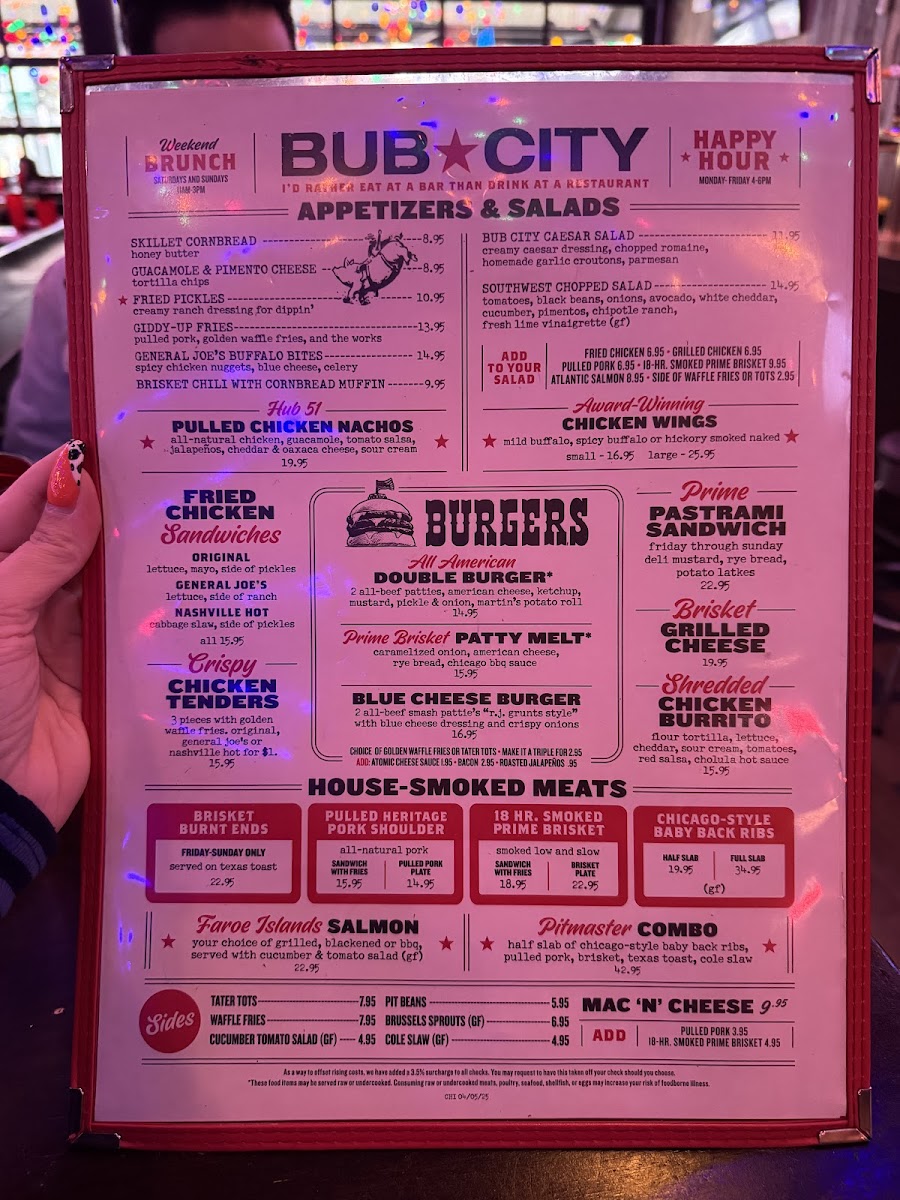 Weekend
BRUNCH
SATURDAYS AND SUNDAYS
11AM-3PM
BUB★CITY
I'D RATHER EAT AT A BAR THAN DRINK AT A RESTAURANT
HAPPY
HOUR
MONDAY- FRIDAY 4-6PM
APPETIZERS & SALADS
SKILLET CORNBREAD 8.95
honey butter
GUACAMOLE & PIMENTO CHEESE 8.95
tortilla chips
★ FRIED PICKLES 10.95
creamy ranch dressing for dippin'
GIDDY-UP FRIES 13.95
pulled pork, golden waffle fries, and the works
GENERAL JOE'S BUFFALO BITES 14.95
spicy chicken nuggets, blue cheese, celery
BRISKET CHILI WITH CORNBREAD MUFFIN 9.95
BUB CITY CAESAR SALAD 11.95
creamy caesar dressing, chopped romaine,
homemade garlic croutons, parmesan
SOUTHWEST CHOPPED SALAD 14.95
tomatoes, black beans, onions, avocado, white cheddar,
cucumber, pimentos, chipotle ranch,
fresh lime vinaigrette (gf)
ADD
TO YOUR
SALAD
FRIED CHICKEN 6.95 • GRILLED CHICKEN 6.95
PULLED PORK 6.95 • 18-HR. SMOKED PRIME BRISKET 9.95
ATLANTIC SALMON 8.95 • SIDE OF WAFFLE FRIES OR TOTS 2.95
Hub 51
PULLED CHICKEN NACHOS
all-natural chicken, guacamole, tomato salsa,
jalapeños, cheddar & oaxaca cheese, sour cream
19.95
Award-Winning
CHICKEN WINGS
mild buffalo, spicy buffalo or hickory smoked naked
small - 16.95 large - 25.95
FRIED
CHICKEN
Sandwiches
ORIGINAL
lettuce, mayo, side of pickles
GENERAL JOE'S
lettuce, side of ranch
NASHVILLE HOT
cabbage slaw, side of pickles
all 15.95
Crispy
CHICKEN
TENDERS
3 pieces with golden
waffle fries. original,
general joe's or
nashville hot for $1.
15.95
BURGERS
All American
DOUBLE BURGER*
2 all-beef patties, american cheese, ketchup,
mustard, pickle & onion, martin's potato roll
14.95
Prime Brisket PATTY MELT*
caramelized onion, american cheese,
rye bread, chicago bbq sauce
15.95
BLUE CHEESE BURGER
2 all-beef smash pattie's "r.j. grunts style"
with blue cheese dressing and crispy onions
16.95
CHOICE OF GOLDEN WAFFLE FRIES OR TATER TOTS • MAKE IT A TRIPLE FOR 2.95
ADD: ATOMIC CHEESE SAUCE 1.95 • BACON 2.95 • ROASTED JALAPEÑOS .95
Prime
PASTRAMI
SANDWICH
friday through sunday
deli mustard, rye bread,
potato latkes
22.95
Brisket
GRILLED
CHEESE
19.95
Shredded
CHICKEN
BURRITO
flour tortilla, lettuce,
cheddar, sour cream, tomatoes,
red salsa, cholula hot sauce
15.95
HOUSE-SMOKED MEATS
BRISKET
BURNT ENDS
FRIDAY-SUNDAY ONLY
served on texas toast
22.95
PULLED HERITAGE
PORK SHOULDER
all-natural pork
SANDWICH
WITH FRIES
15.95
PULLED PORK
PLATE
14.95
18 HR. SMOKED
PRIME BRISKET
smoked low and slow
SANDWICH
WITH FRIES
18.95
BRISKET
PLATE
22.95
CHICAGO-STYLE
BABY BACK RIBS
HALF SLAB
19.95
FULL SLAB
34.95
(gf)
Faroe Islands SALMON
your choice of grilled, blackened or bbq,
served with cucumber & tomato salad (gf)
22.95
Pitmaster COMBO
half slab of chicago-style baby back ribs,
pulled pork, brisket, texas toast, cole slaw
42.95
Sides
TATER TOTS 7.95
WAFFLE FRIES 7.95
CUCUMBER TOMATO SALAD (GF) 4.95
PIT BEANS 5.95
BRUSSELS SPROUTS (GF) 6.95
COLE SLAW (GF) 4.95
MAC 'N' CHEESE 9.95
ADD
PULLED PORK 3.95
18-HR. SMOKED PRIME BRISKET 4.95
As a way to offset rising costs, we have added a 3.5% surcharge to all checks. You may request to have this taken off your check should you choose.
*These food items may be served raw or undercooked. Consuming raw or undercooked meats, poultry, seafood, shellfish, or eggs may increase your risk of foodborne illness.
CHI 04/05/25